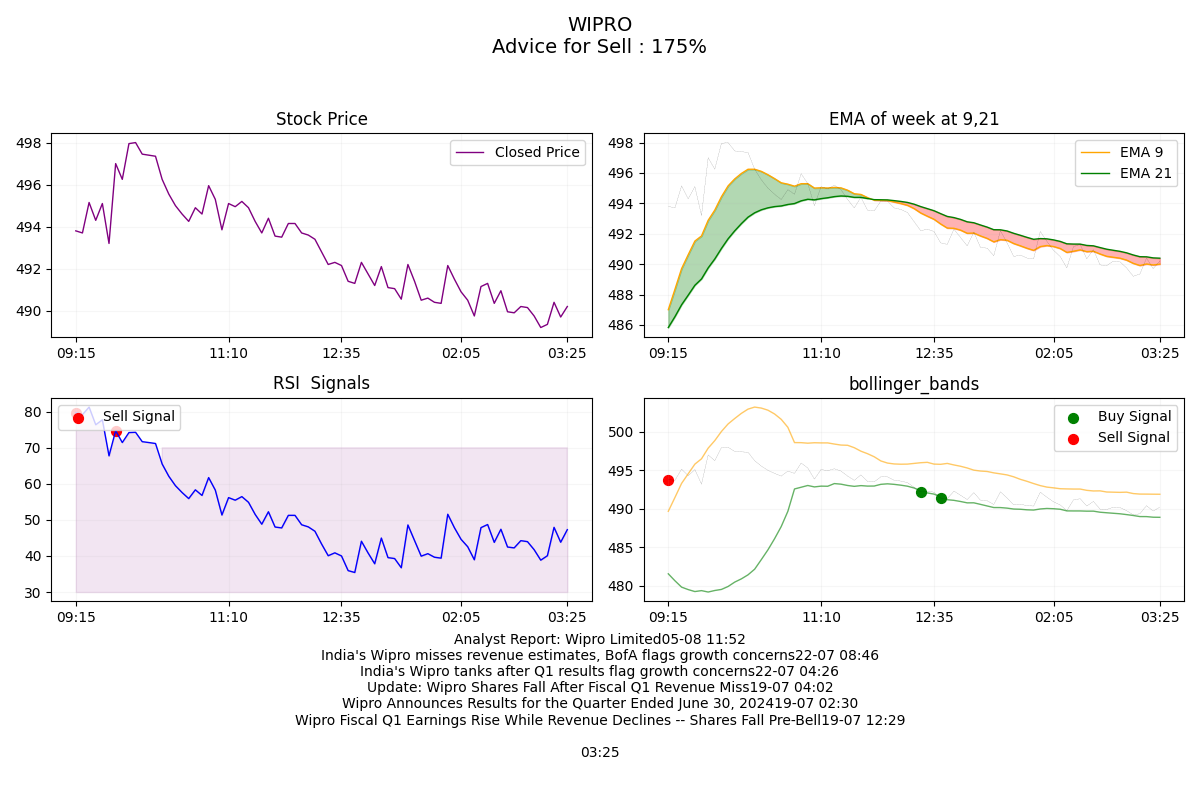 WIPRO
Advice for Sell : 175%
Stock Price
498
496
494
492
490
Closed Price
09:15
11:10
12:35
02:05
03:25
EMA of week at 9,21
498
496
494
492
490
488
486
EMA 9
EMA 21
09:15
11:10
12:35
02:05
03:25
RSI  Signals
80
70
60
50
40
30
Sell Signal
09:15
11:10
12:35
02:05
03:25
bollinger_bands
500
495
490
485
480
Buy Signal
Sell Signal
09:15
11:10
12:35
02:05
03:25
Analyst Report: Wipro Limited05-08 11:52
India's Wipro misses revenue estimates, BofA flags growth concerns22-07 08:46
India's Wipro tanks after Q1 results flag growth concerns22-07 04:26
Update: Wipro Shares Fall After Fiscal Q1 Revenue Miss19-07 04:02
Wipro Announces Results for the Quarter Ended June 30, 202419-07 02:30
Wipro Fiscal Q1 Earnings Rise While Revenue Declines -- Shares Fall Pre-Bell19-07 12:29
03:25